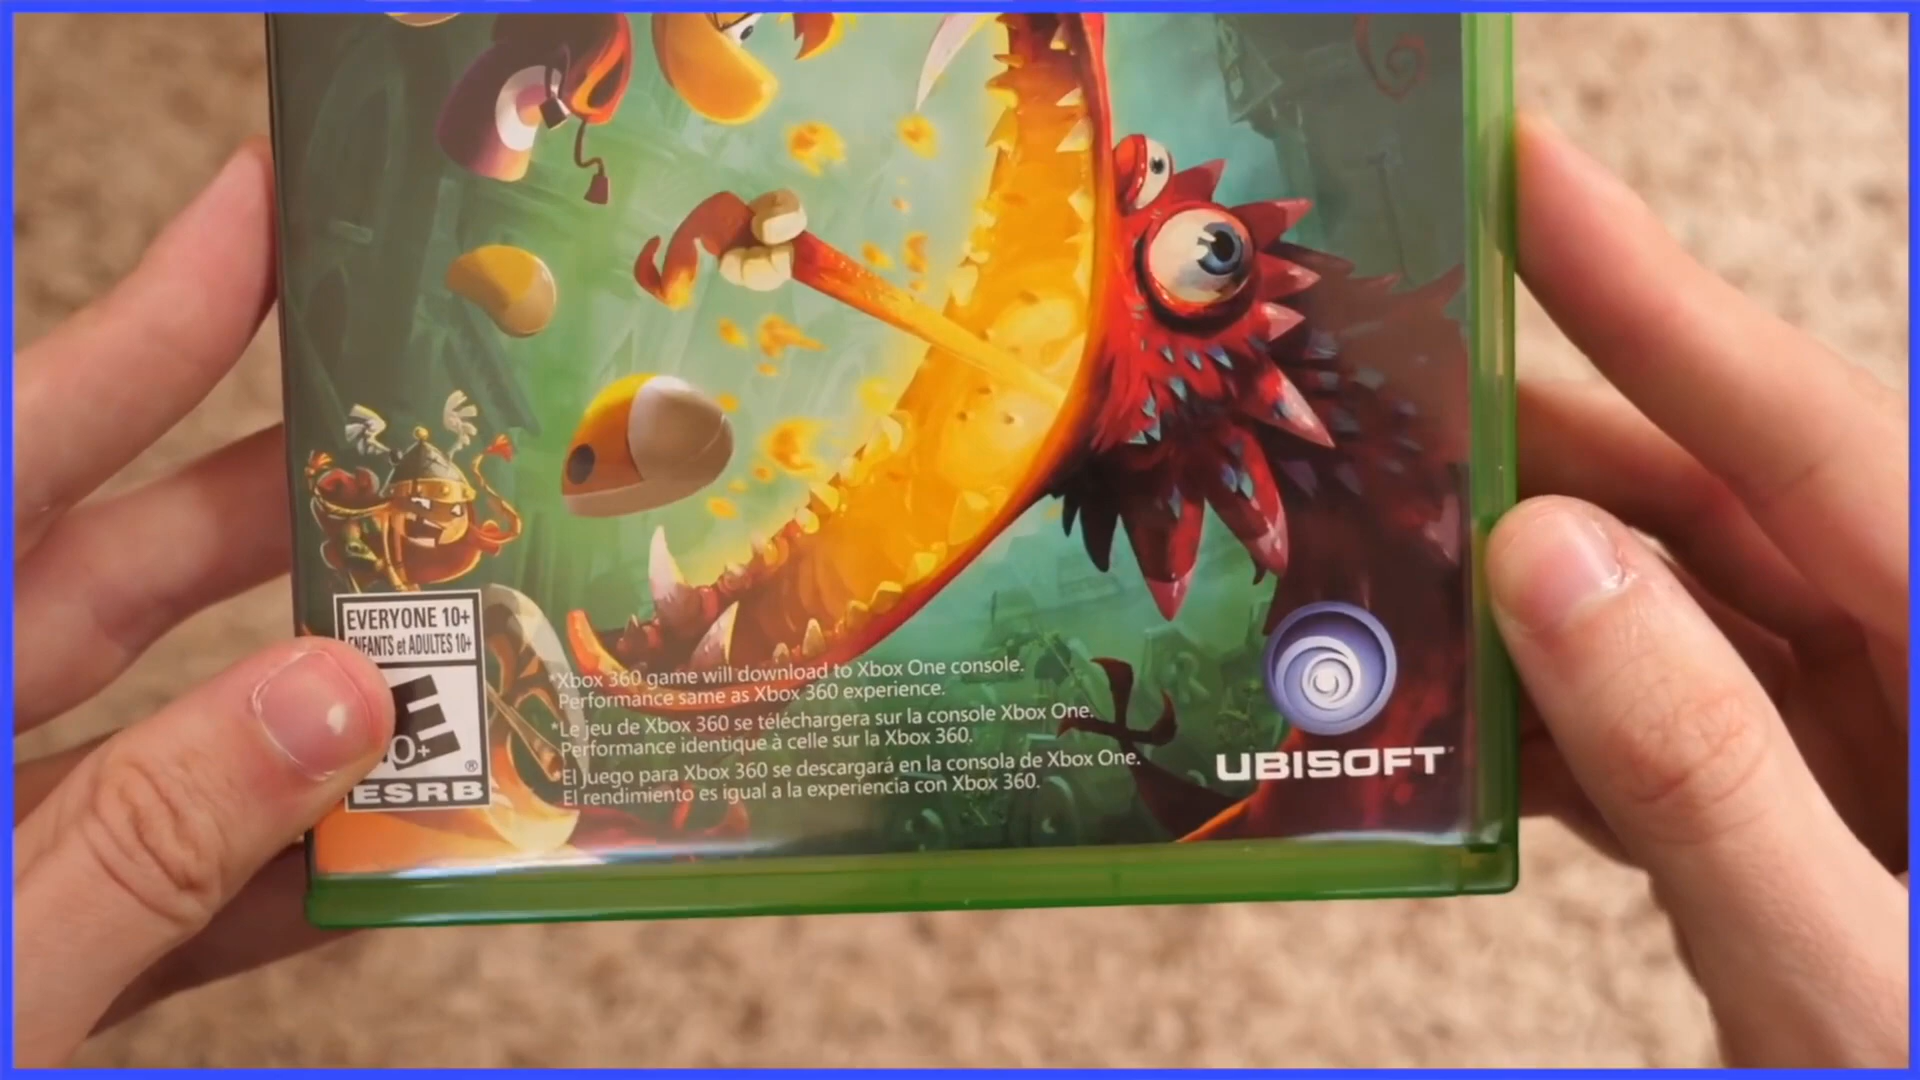 EVERYONE 10+
ENFANTS et ADULTES 10+
E
10+
®
ESRB
*Xbox 360 game will download to Xbox One console.
Performance same as Xbox 360 experience.
*Le jeu de Xbox 360 se téléchargera sur la console Xbox One.
Performance identique à celle sur la Xbox 360.
*El juego para Xbox 360 se descargará en la consola de Xbox One.
El rendimiento es igual a la experiencia con Xbox 360.
UBISOFT